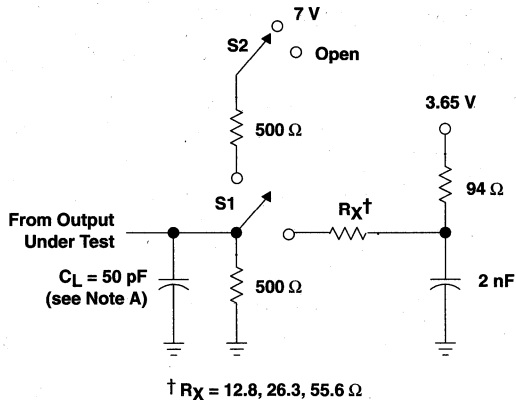 7 V
S2
Open
3.65 V
500 Ω
94 Ω
S1
RX†
From Output
Under Test
CL = 50 pF
(see Note A)
500 Ω
2 nF
† RX = 12.8, 26.3, 55.6 Ω